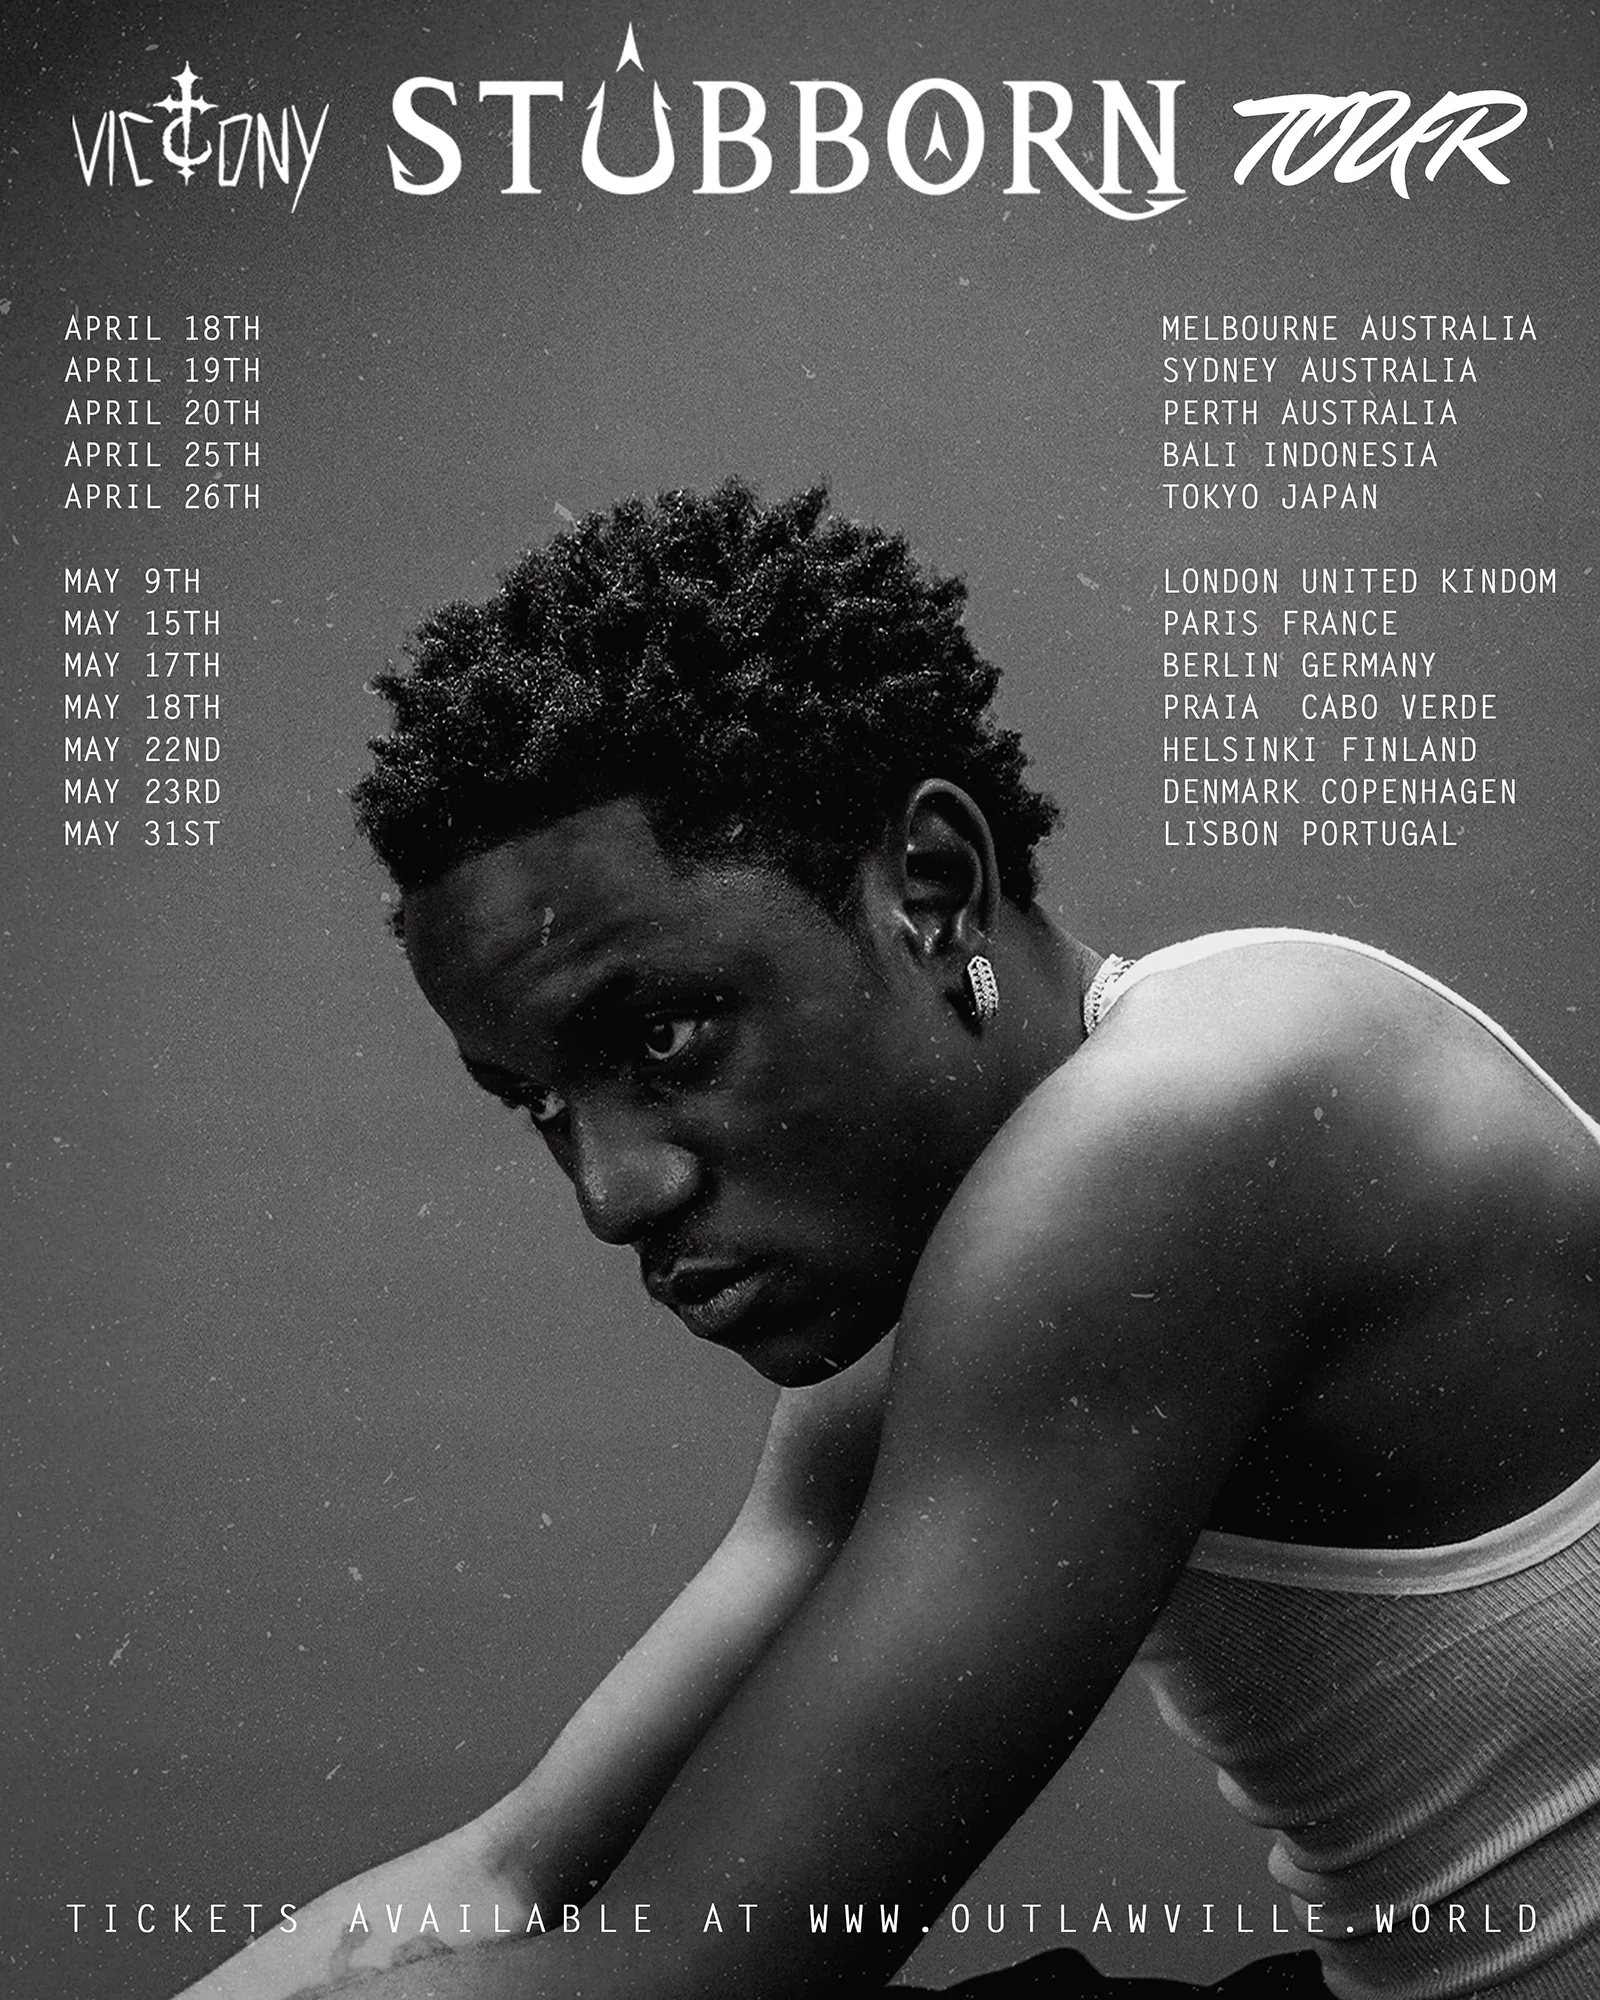 VICTONY STUBBORN TOUR
APRIL 18TH MELBOURNE AUSTRALIA
APRIL 19TH SYDNEY AUSTRALIA
APRIL 20TH PERTH AUSTRALIA
APRIL 25TH BALI INDONESIA
APRIL 26TH TOKYO JAPAN
MAY 9TH LONDON UNITED KINDOM
MAY 15TH PARIS FRANCE
MAY 17TH BERLIN GERMANY
MAY 18TH PRAIA CABO VERDE
MAY 22ND HELSINKI FINLAND
MAY 23RD DENMARK COPENHAGEN
MAY 31ST LISBON PORTUGAL
TICKETS AVAILABLE AT WWW.OUTLAWVILLE.WORLD